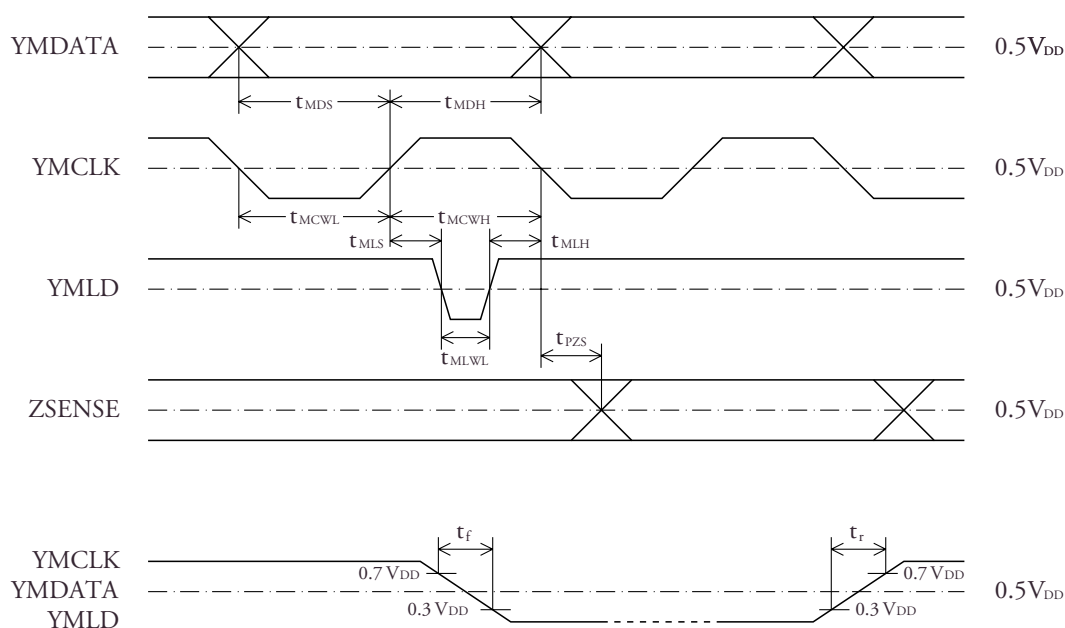 YMDATA 0.5VDD
tMDS tMDH
YMCLK 0.5VDD
tMCWL tMCWH
tMLS tMLH
YMLD 0.5VDD
tPZS
tMLWL
ZSENSE 0.5VDD
tf tr
YMCLK
0.7 VDD 0.7 VDD
YMDATA 0.5VDD
0.3 VDD 0.3 VDD
YMLD